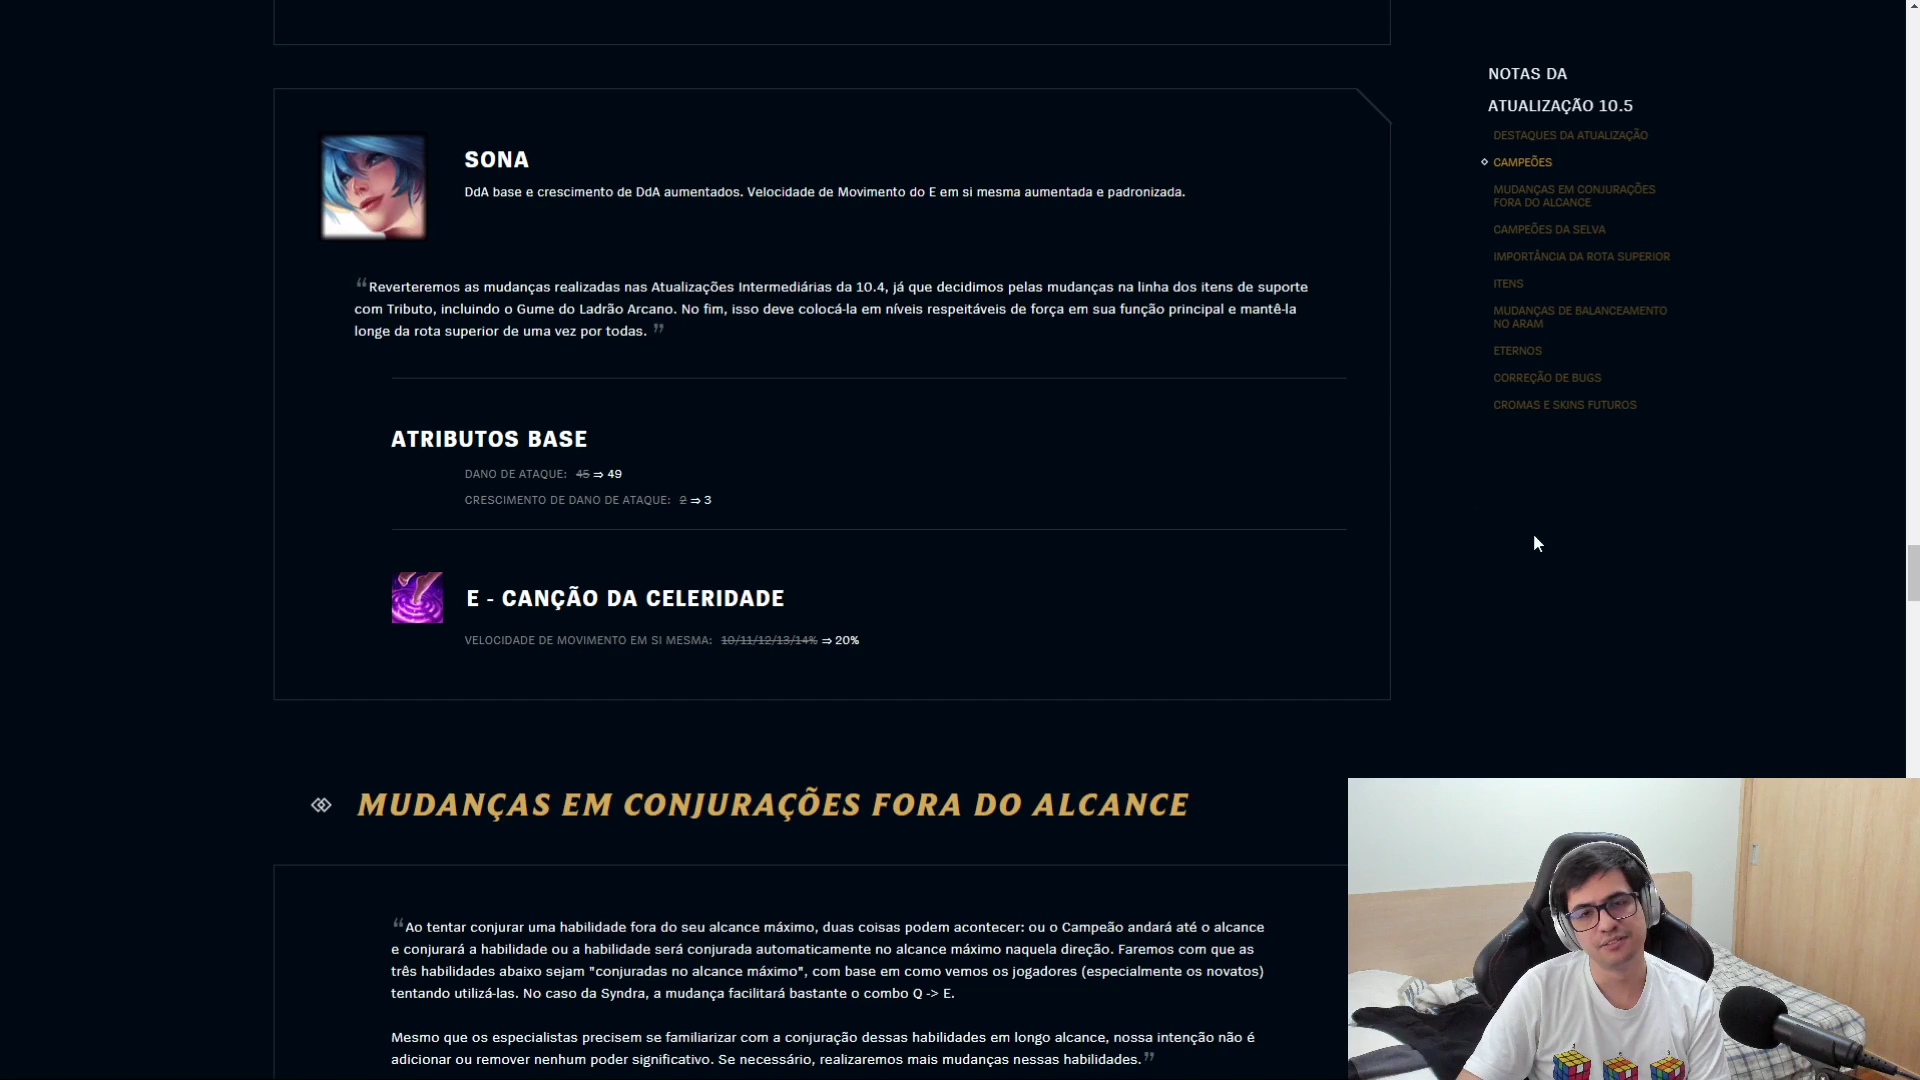 NOTAS DA
ATUALIZAÇÃO 10.5
DESTAQUES DA ATUALIZAÇÃO
CAMPEÕES
MUDANÇAS EM CONJURAÇÕES
FORA DO ALCANCE
CAMPEÕES DA SELVA
IMPORTÂNCIA DA ROTA SUPERIOR
ITENS
MUDANÇAS DE BALANCEAMENTO
NO ARAM
ETERNOS
CORREÇÃO DE BUGS
CROMAS E SKINS FUTUROS
SONA
DdA base e crescimento de DdA aumentados. Velocidade de Movimento do E em si mesma aumentada e padronizada.
“Reverteremos as mudanças realizadas nas Atualizações Intermediárias da 10.4, já que decidimos pelas mudanças na linha dos itens de suporte
com Tributo, incluindo o Gume do Ladrão Arcano. No fim, isso deve colocá-la em níveis respeitáveis de força em sua função principal e mantê-la
longe da rota superior de uma vez por todas. ”
ATRIBUTOS BASE
DANO DE ATAQUE: 45 ⇒ 49
CRESCIMENTO DE DANO DE ATAQUE: 2 ⇒ 3
E - CANÇÃO DA CELERIDADE
VELOCIDADE DE MOVIMENTO EM SI MESMA: 10/11/12/13/14% ⇒ 20%
MUDANÇAS EM CONJURAÇÕES FORA DO ALCANCE
“Ao tentar conjurar uma habilidade fora do seu alcance máximo, duas coisas podem acontecer: ou o Campeão andará até o alcance
e conjurará a habilidade ou a habilidade será conjurada automaticamente no alcance máximo naquela direção. Faremos com que as
três habilidades abaixo sejam "conjuradas no alcance máximo", com base em como vemos os jogadores (especialmente os novatos)
tentando utilizá-las. No caso da Syndra, a mudança facilitará bastante o combo Q -> E.
Mesmo que os especialistas precisem se familiarizar com a conjuração dessas habilidades em longo alcance, nossa intenção não é
adicionar ou remover nenhum poder significativo. Se necessário, realizaremos mais mudanças nessas habilidades.”